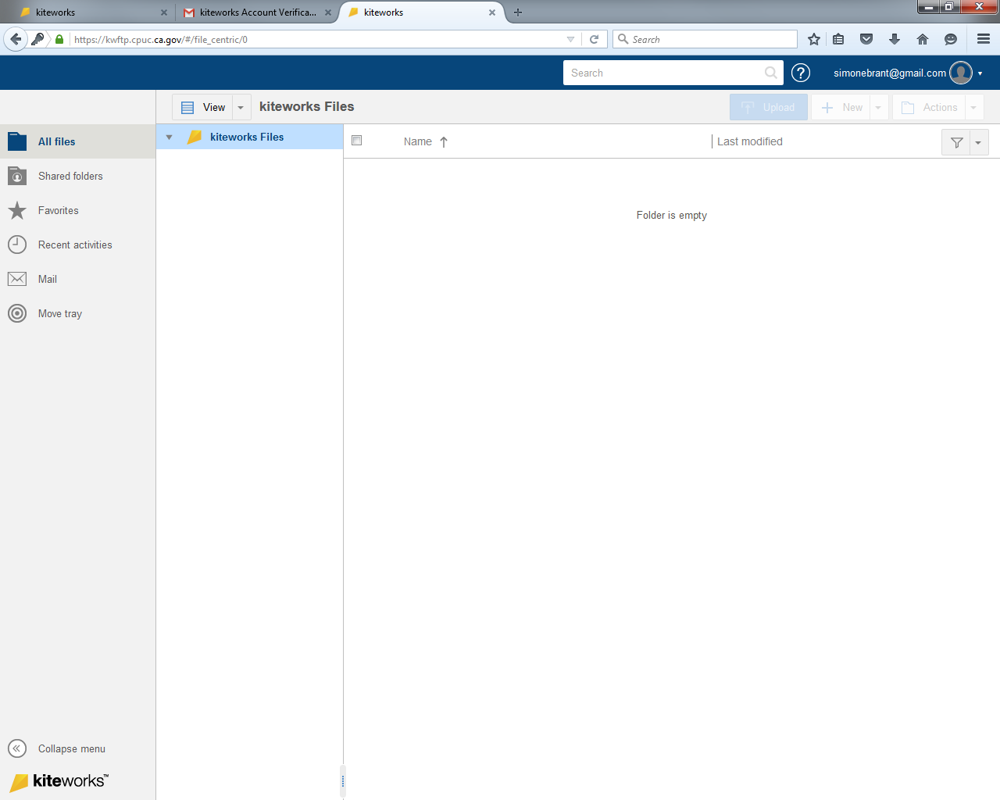 kiteworks
kiteworks Account Verifica...
kiteworks
https://kwftp.cpuc.ca.gov/#/file_centric/0
Search
Search
simonebrant@gmail.com
View
kiteworks Files
Upload
New
Actions
All files
Shared folders
Favorites
Recent activities
Mail
Move tray
kiteworks Files
Name
Last modified
Folder is empty
Collapse menu
kiteworks™